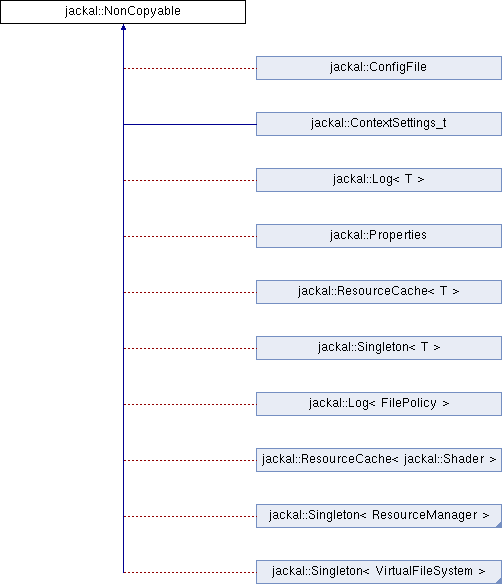 jackal::NonCopyable
jackal::ConfigFile
jackal::ContextSettings_t
jackal::Log< T >
jackal::Properties
jackal::ResourceCache< T >
jackal::Singleton< T >
jackal::Log< FilePolicy >
jackal::ResourceCache< jackal::Shader >
jackal::Singleton< ResourceManager >
jackal::Singleton< VirtualFileSystem >